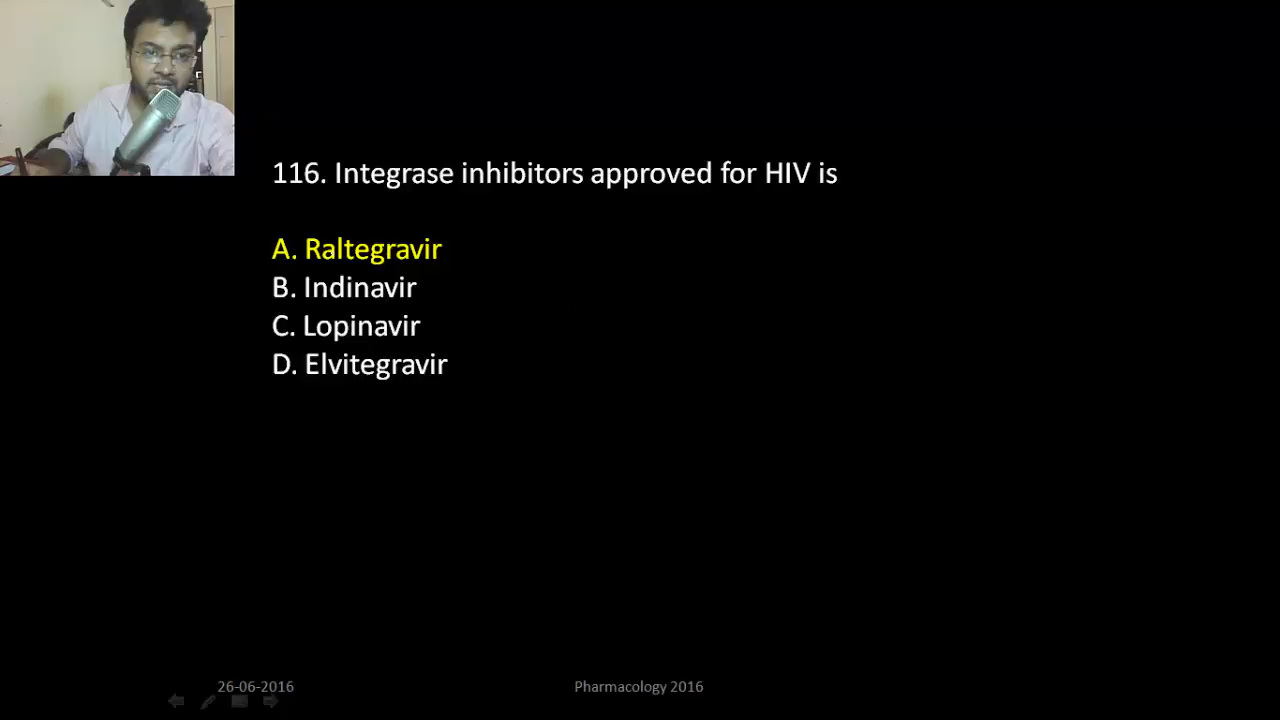 116. Integrase inhibitors approved for HIV is
A. Raltegravir
B. Indinavir
C. Lopinavir
D. Elvitegravir
26-06-2016
Pharmacology 2016